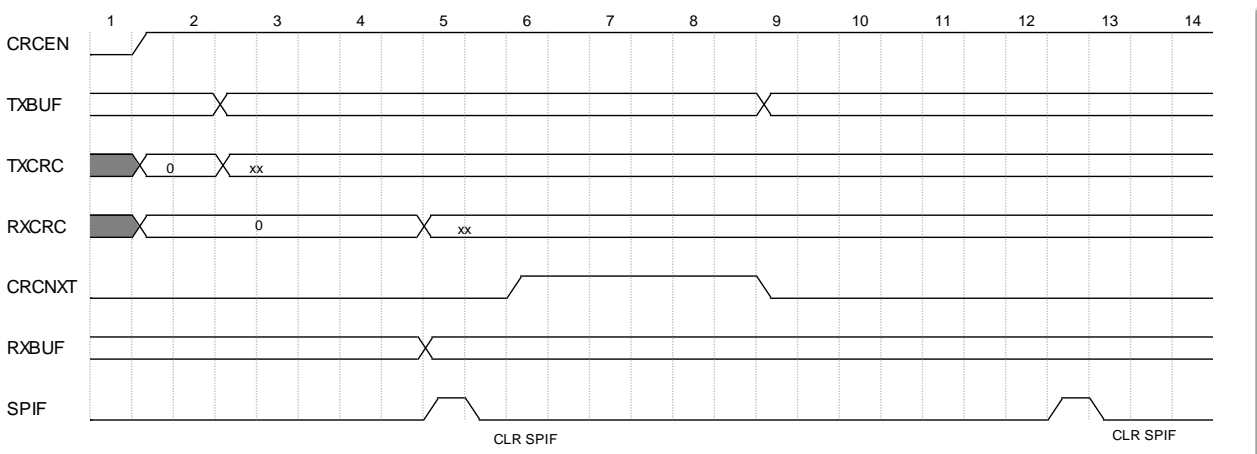 1 2 3 4 5 6 7 8 9 10 11 12 13 14
CRCEN
TXBUF
TXCRC 0 xx
RXCRC 0 xx
CRCNXT
RXBUF
SPIF
CLR SPIF CLR SPIF